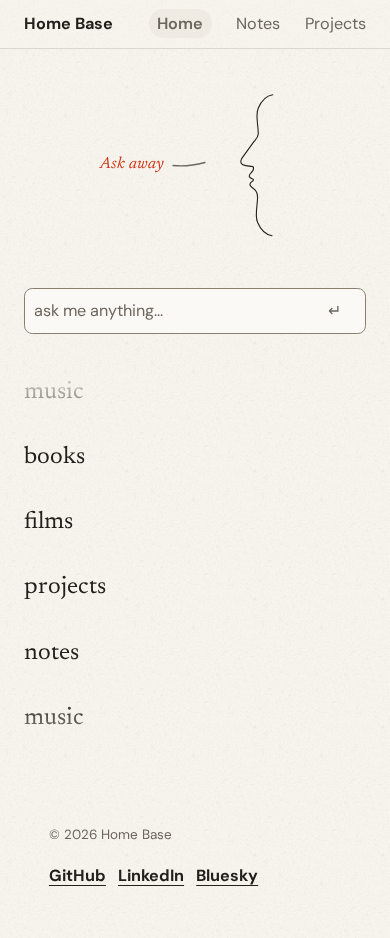 Home Base Home Notes Projects
Ask away
ask me anything... ↵
music
books
films
projects
notes
music
© 2026 Home Base
GitHub LinkedIn Bluesky